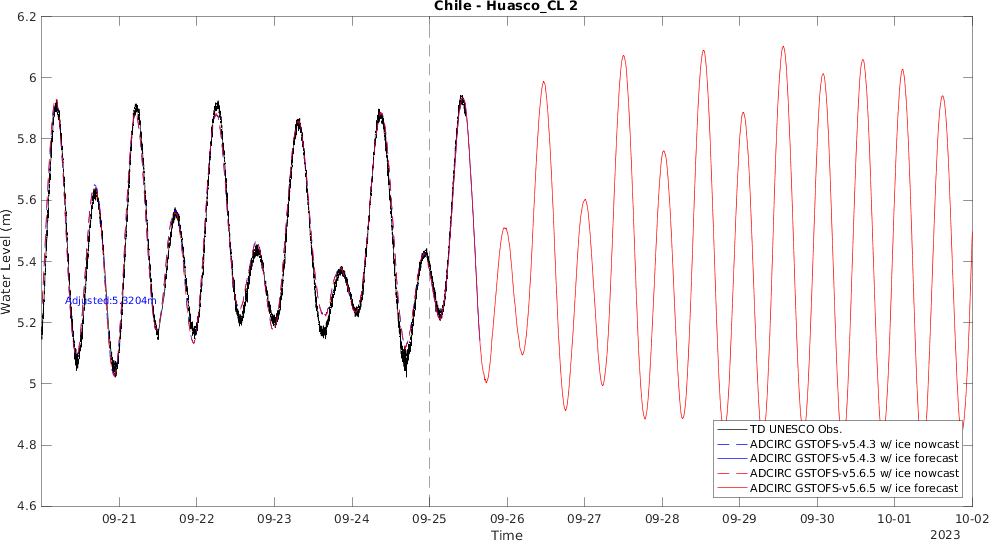 Chile - Huasco_CL 2
6.2
6
5.8
5.6
5.4
5.2
5
4.8
4.6
Water Level (m)
Adjusted:5.3204m
TD UNESCO Obs.
ADCIRC GSTOFS-v5.4.3 w/ ice nowcast
ADCIRC GSTOFS-v5.4.3 w/ ice forecast
ADCIRC GSTOFS-v5.6.5 w/ ice nowcast
ADCIRC GSTOFS-v5.6.5 w/ ice forecast
09-21 09-22 09-23 09-24 09-25 09-26 09-27 09-28 09-29 09-30 10-01 10-02
Time
2023